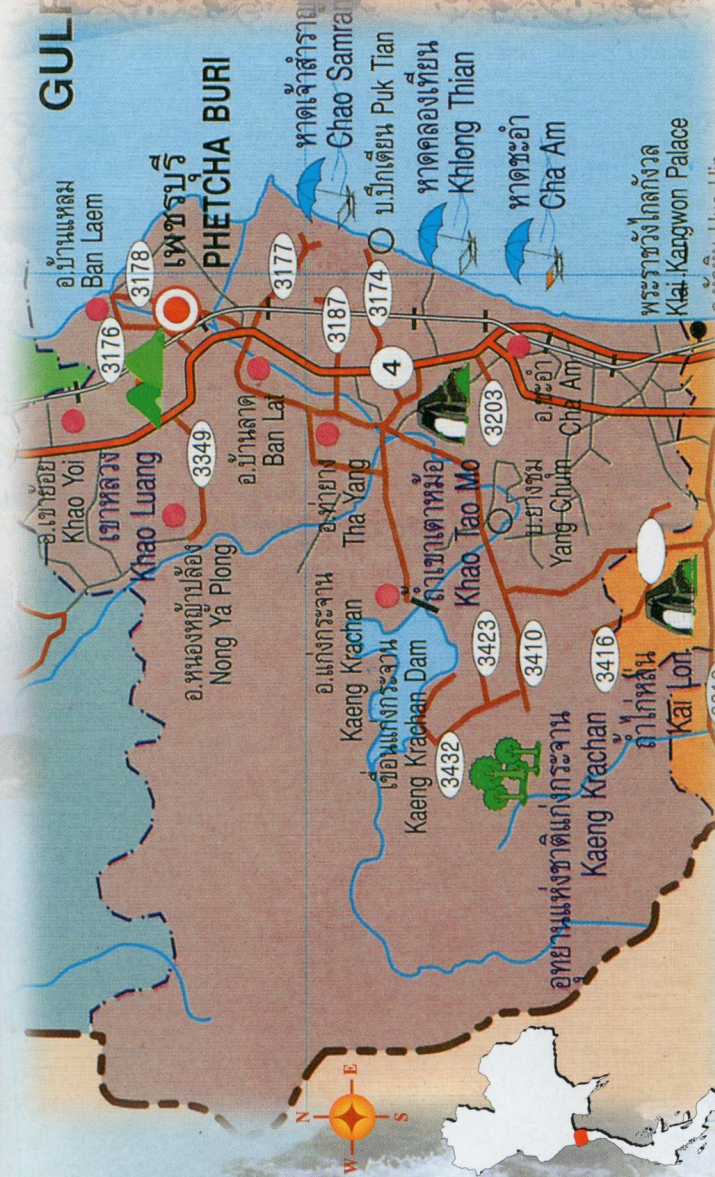 GULF
อ.บ้านแหลม
Ban Laem
อ.เขาย้อย
Khao Yoi
เขาหลวง
Khao Luang
3176
3178
เพชรบุรี
PHETCHA BURI
อ.หนองหญ้าปล้อง
Nong Ya Plong
3349
อ.บ้านลาด
Ban Lat
3177
หาดเจ้าสำราญ
Chao Samran
อ.ท่ายาง
Tha Yang
3187
3174
บ.ปึกเตียน Puk Tian
อ.แก่งกระจาน
Kaeng Krachan
4
หาดคลองเทียน
Khlong Thian
เขื่อนแก่งกระจาน
Kaeng Krachan Dam
ถ้ำเขาเตาหม้อ
Khao Tao Mo
3432
3423
3410
3203
หาดชะอำ
Cha Am
บ.ยางชุม
Yang Chum
อ.ชะอำ
Cha Am
อุทยานแห่งชาติแก่งกระจาน
Kaeng Krachan
3416
ถ้ำไก่หล่น
Kai Lon
พระราชวังไกลกังวล
Klai Kangwon Palace
N
W
E
S